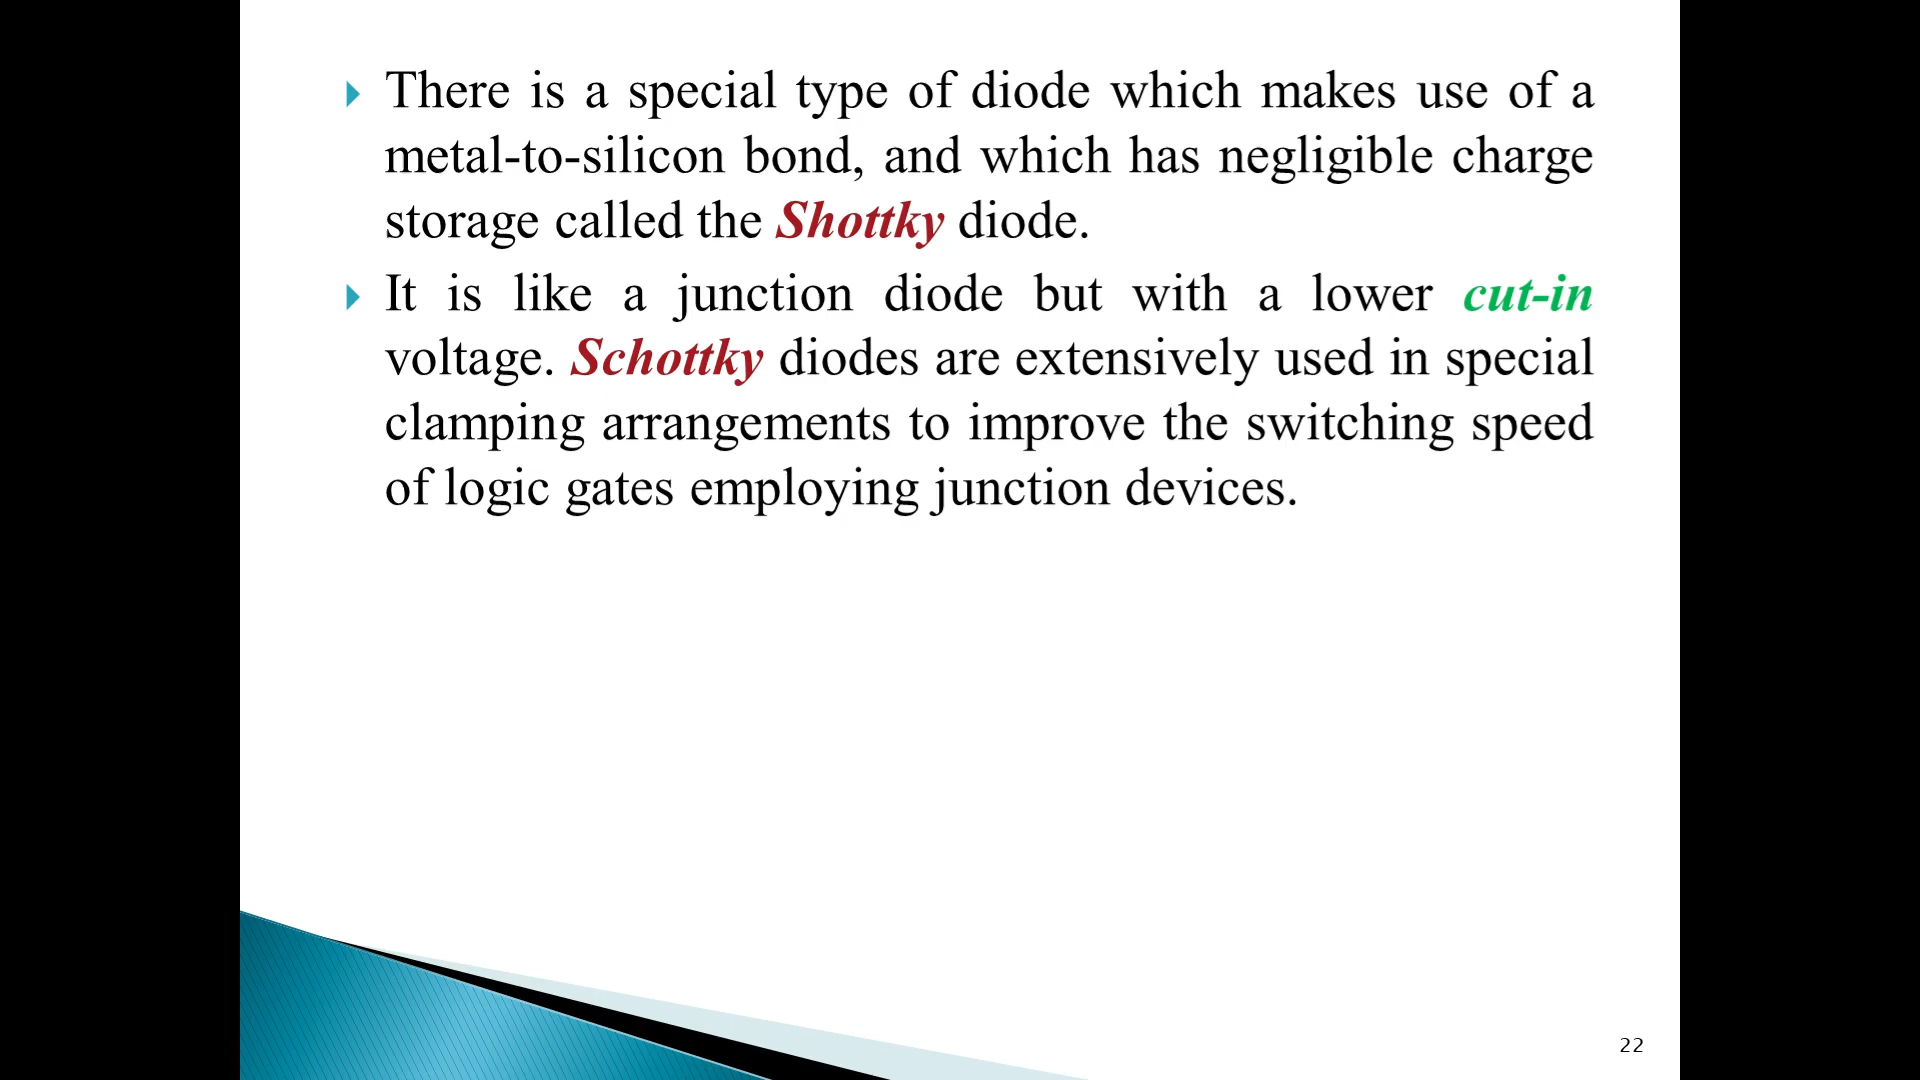 There is a special type of diode which makes use of a
metal-to-silicon bond, and which has negligible charge
storage called the Shottky diode.
It is like a junction diode but with a lower cut-in
voltage. Schottky diodes are extensively used in special
clamping arrangements to improve the switching speed
of logic gates employing junction devices.
22